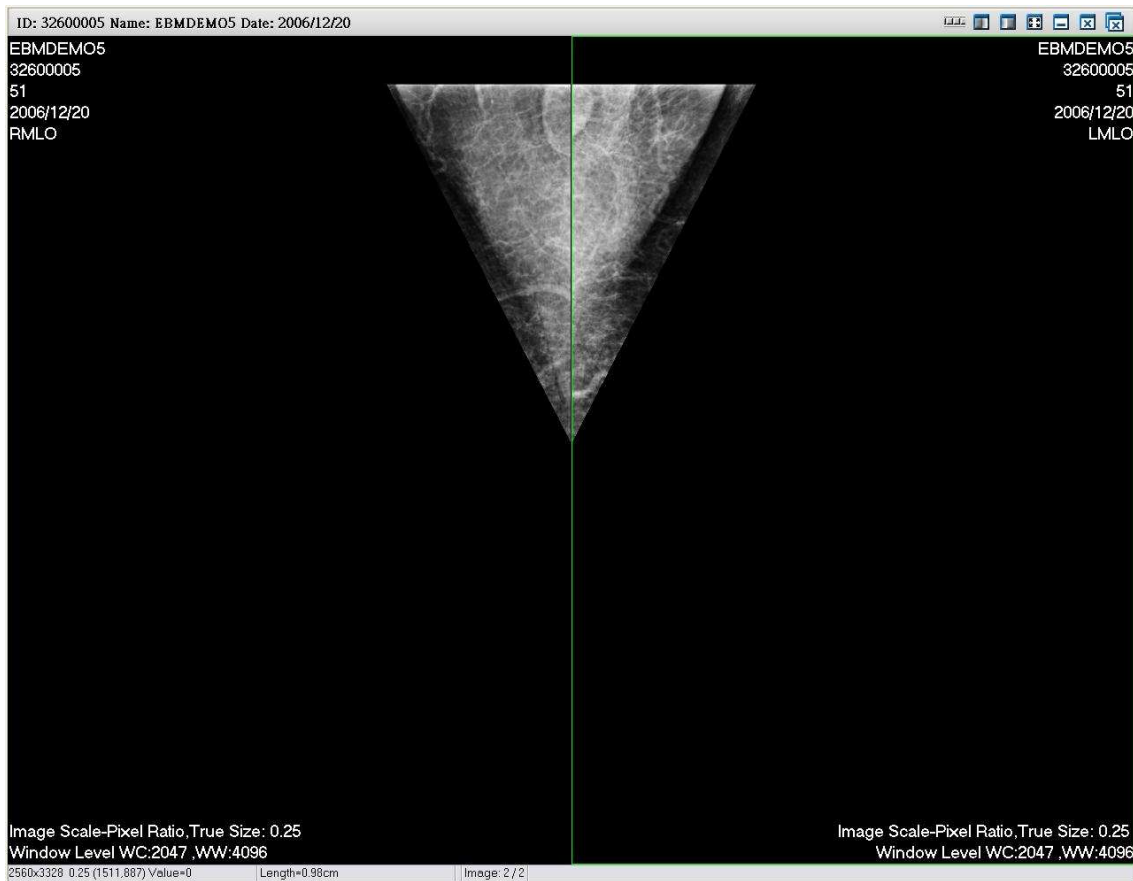 ID: 32600005 Name: EBMDEMO5 Date: 2006/12/20
EBMDEMO5
32600005
51
2006/12/20
RMLO
EBMDEMO5
32600005
51
2006/12/20
LMLO
Image Scale-Pixel Ratio,True Size: 0.25
Window Level WC:2047 ,WW:4096
Image Scale-Pixel Ratio,True Size: 0.25
Window Level WC:2047 ,WW:4096
2560x3328 0.25 (1511,887) Value=0 Length=0.98cm Image: 2 / 2